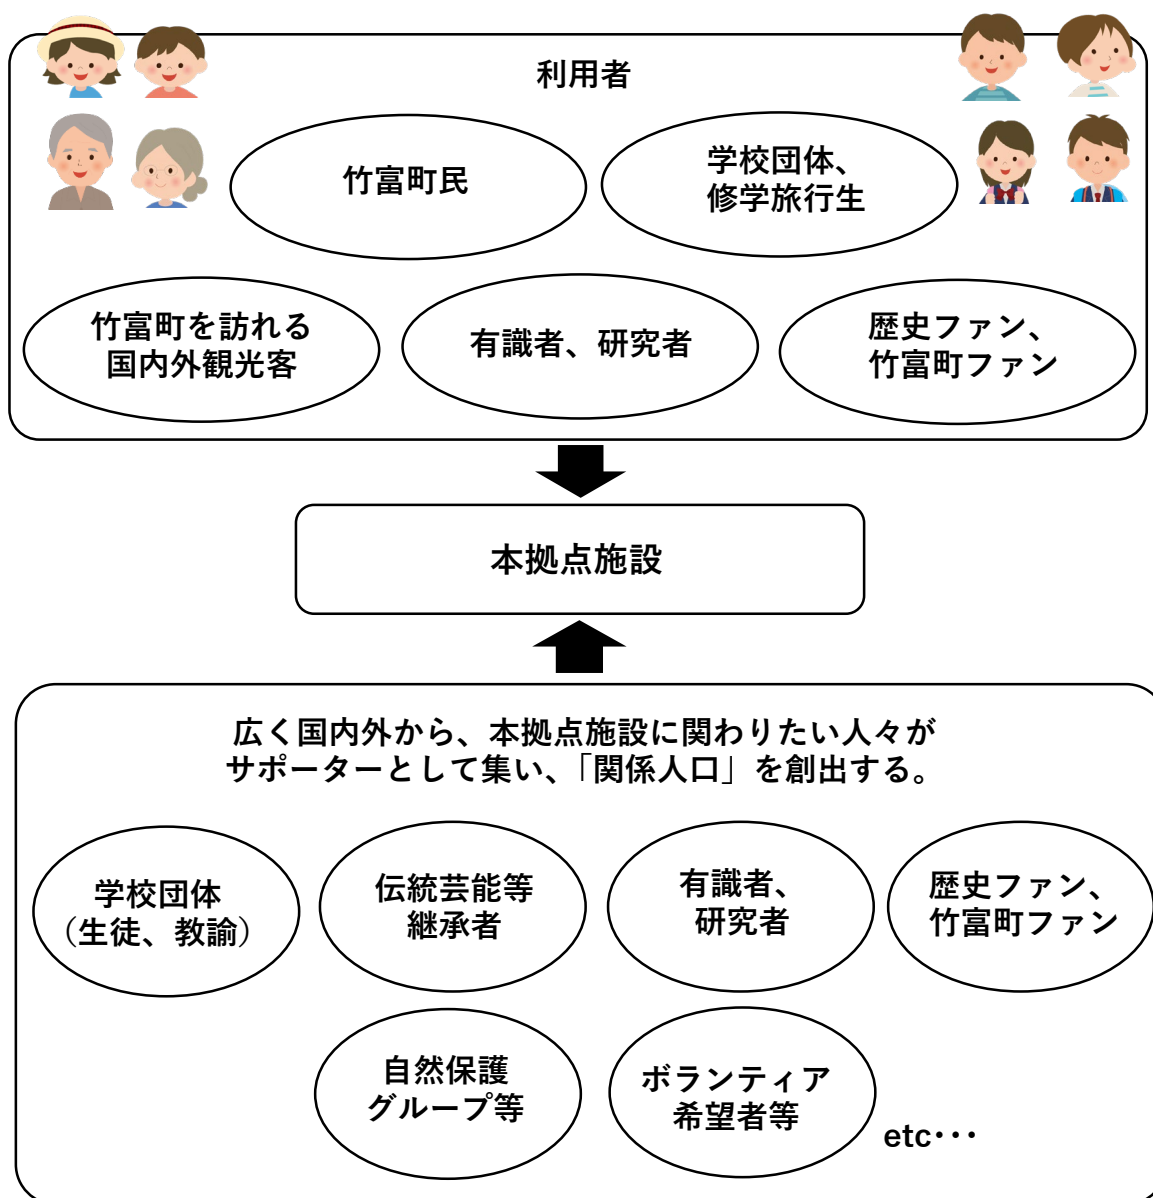 利用者
竹富町民
学校団体、
修学旅行生
竹富町を訪れる
国内外観光客
有識者、研究者
歴史ファン、
竹富町ファン
本拠点施設
広く国内外から、本拠点施設に関わりたい人々が
サポーターとして集い、「関係人口」を創出する。
学校団体
（生徒、教諭）
伝統芸能等
継承者
有識者、
研究者
歴史ファン、
竹富町ファン
自然保護
グループ等
ボランティア
希望者等
etc･･･